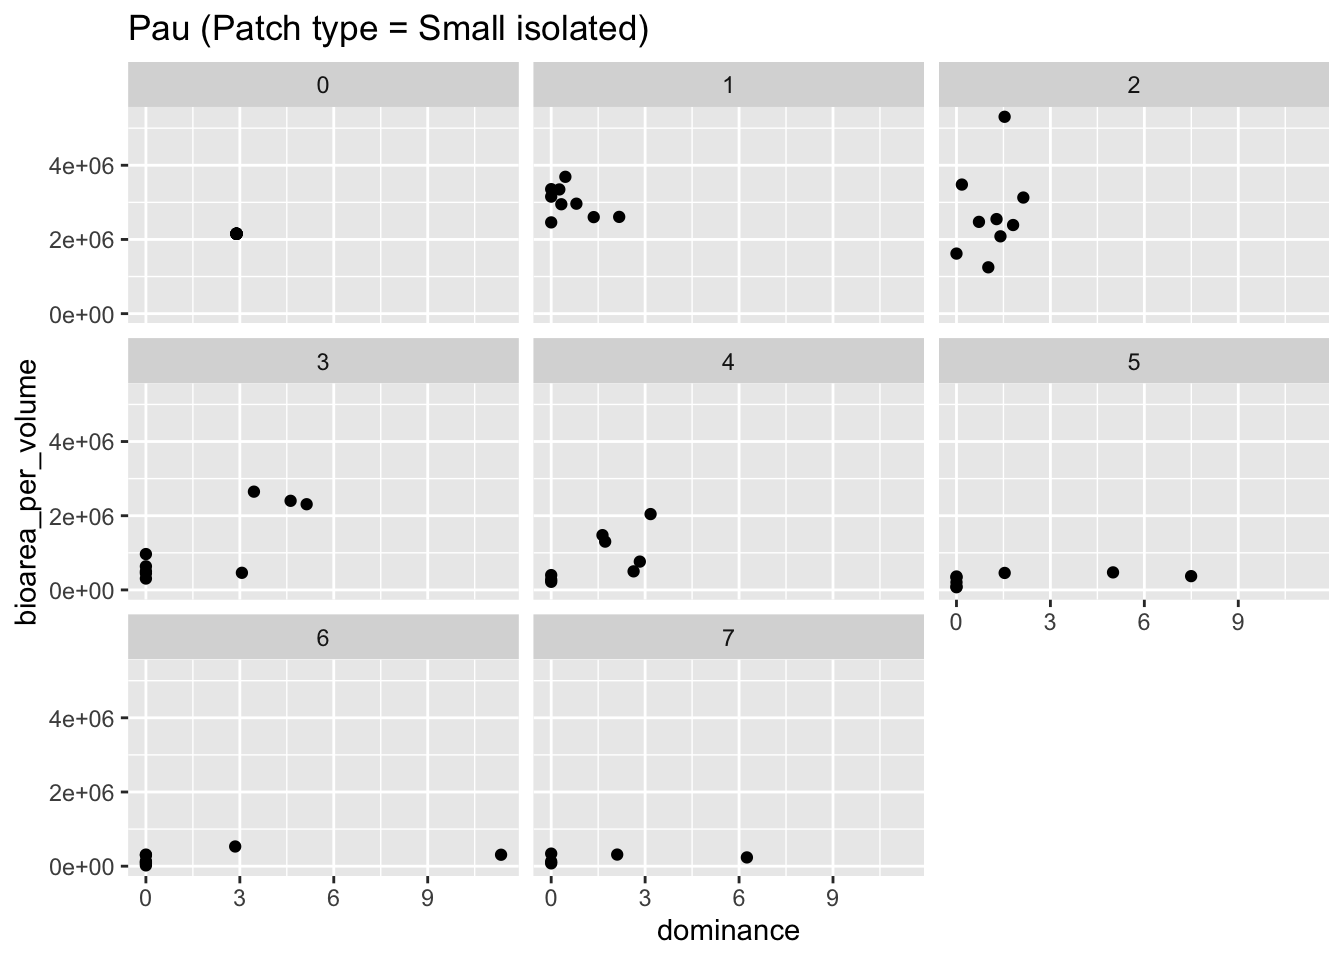 Pau (Patch type = Small isolated)
0 1 2
4e+06
2e+06
0e+00
3 4 5
4e+06
2e+06
0e+00
0 3 6 9
6 7
4e+06
2e+06
0e+00
0 3 6 9 0 3 6 9
bioarea_per_volume
dominance